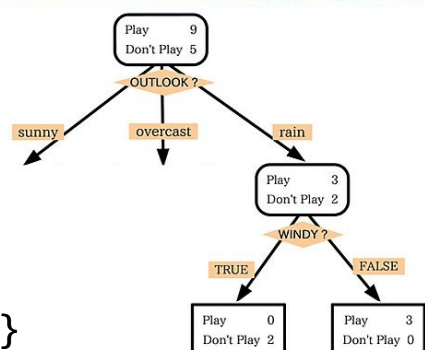 Play 9
Don't Play 5
OUTLOOK ?
sunny
overcast
rain
Play 3
Don't Play 2
WINDY ?
TRUE
FALSE
Play 0
Don't Play 2
Play 3
Don't Play 0
}